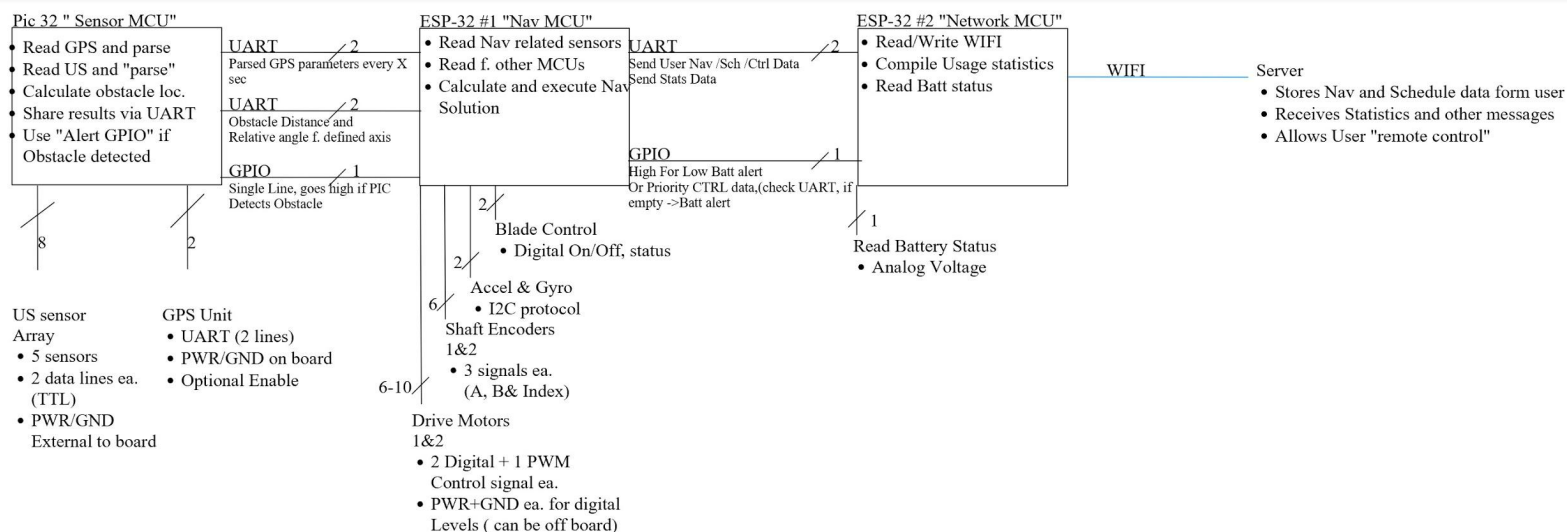 Pic 32 " Sensor MCU"
• Read GPS and parse
• Read US and "parse"
• Calculate obstacle loc.
• Share results via UART
• Use "Alert GPIO" if
Obstacle detected
UART
2
Parsed GPS parameters every X
sec
UART
2
Obstacle Distance and
Relative angle f. defined axis
GPIO
1
Single Line, goes high if PIC
Detects Obstacle
ESP-32 #1 "Nav MCU"
• Read Nav related sensors
• Read f. other MCUs
• Calculate and execute Nav
Solution
UART
2
Send User Nav /Sch /Ctrl Data
Send Stats Data
GPIO
1
High For Low Batt alert
Or Priority CTRL data,(check UART, if
empty ->Batt alert
ESP-32 #2 "Network MCU"
• Read/Write WIFI
• Compile Usage statistics
• Read Batt status
WIFI
Server
• Stores Nav and Schedule data form user
• Receives Statistics and other messages
• Allows User "remote control"
8
US sensor
Array
• 5 sensors
• 2 data lines ea.
(TTL)
• PWR/GND
External to board
2
GPS Unit
• UART (2 lines)
• PWR/GND on board
• Optional Enable
2
Blade Control
• Digital On/Off, status
2
Accel & Gyro
• I2C protocol
6
Shaft Encoders
1&2
• 3 signals ea.
(A, B& Index)
6-10
Drive Motors
1&2
• 2 Digital + 1 PWM
Control signal ea.
• PWR+GND ea. for digital
Levels ( can be off board)
1
Read Battery Status
• Analog Voltage